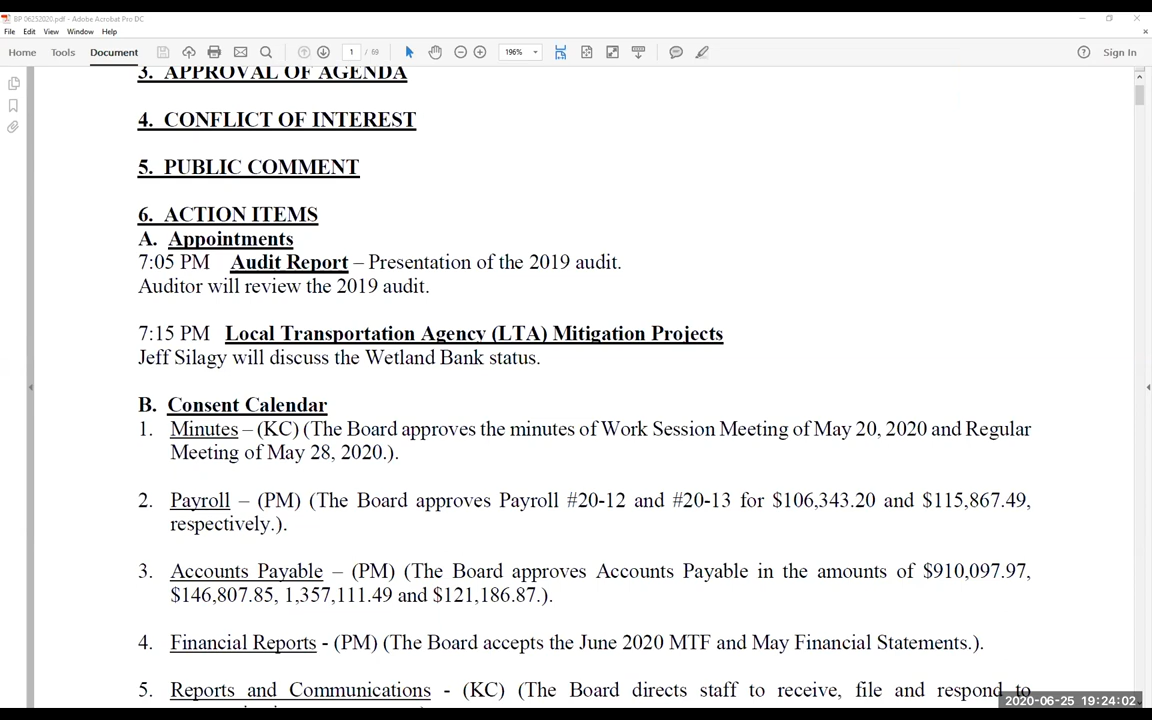 BP 06252020.pdf - Adobe Acrobat Pro DC
File Edit View Window Help
Home Tools Document 1 / 59 196% Sign In
3. APPROVAL OF AGENDA
4. CONFLICT OF INTEREST
5. PUBLIC COMMENT
6. ACTION ITEMS
A. Appointments
7:05 PM Audit Report – Presentation of the 2019 audit.
Auditor will review the 2019 audit.
7:15 PM Local Transportation Agency (LTA) Mitigation Projects
Jeff Silagy will discuss the Wetland Bank status.
B. Consent Calendar
1. Minutes – (KC) (The Board approves the minutes of Work Session Meeting of May 20, 2020 and Regular
Meeting of May 28, 2020.).
2. Payroll – (PM) (The Board approves Payroll #20-12 and #20-13 for $106,343.20 and $115,867.49,
respectively.).
3. Accounts Payable – (PM) (The Board approves Accounts Payable in the amounts of $910,097.97,
$146,807.85, 1,357,111.49 and $121,186.87.).
4. Financial Reports - (PM) (The Board accepts the June 2020 MTF and May Financial Statements.).
5. Reports and Communications - (KC) (The Board directs staff to receive, file and respond to
2020-06-25 19:24:02